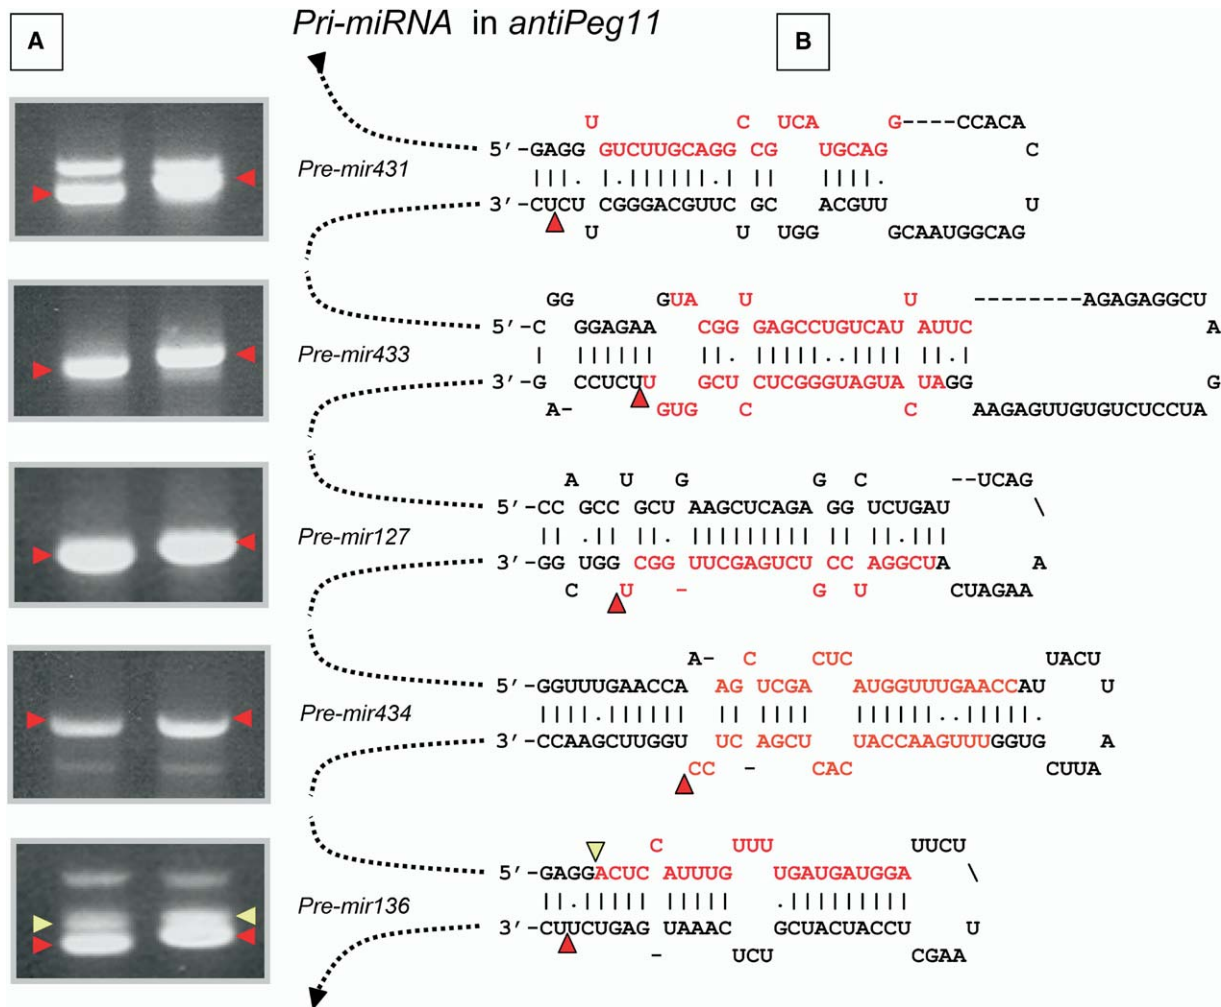 A
Pri-miRNA in antiPeg11
B
U C UCA G----CCACA
5'-GAGG GUCUUGCAGG CG UGCAG C
Pre-mir431
|||. |.|||||||.| || ||||.
3'-CUCU CGGGACGUUC GC ACGUU U
U U UGG GCAAUGGCAG
GG GUA U U --------AGAGAGGCU
5'-C GGAGAA CGG GAGCCUGUCAU AUUC A
Pre-mir433
| |||||| ||. |||||..|||| ||.|
3'-G CCUCUU GCU CUCGGGUAGUA UAGG G
A- GUG C C AAGAGUUGUGUCUCCUA
A U G G C --UCAG
5'-CC GCC GCU AAGCUCAGA GG UCUGAU \
Pre-mir127
|| .|| ||. ||||||||| || ||.|||
3'-GG UGG CGG UUCGAGUCU CC AGGCUA A
C U - G U CUAGAA
A- C CUC UACU
5'-GGUUUGAACCA AG UCGA AUGGUUUGAACCAU U
Pre-mir434
||||.|||||| || |||| ||||||..|||||.
3'-CCAAGCUUGGU UC AGCU UACCAAGUUUGGUG A
CC - CAC CUUA
C UUU UUCU
5'-GAGGACUC AUUUG UGAUGAUGGA \
Pre-mir136
||.||||| ||||| .|||||||||
3'-CUUCUGAG UAAAC GCUACUACCU U
- UCU CGAA